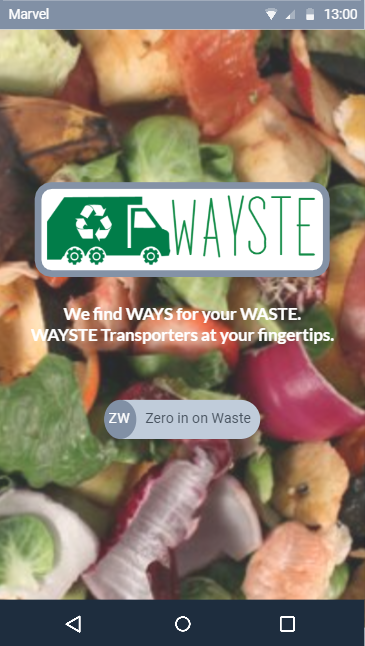 Marvel 13:00
WAYSTE
We find WAYS for your WASTE.
WAYSTE Transporters at your fingertips.
ZW Zero in on Waste